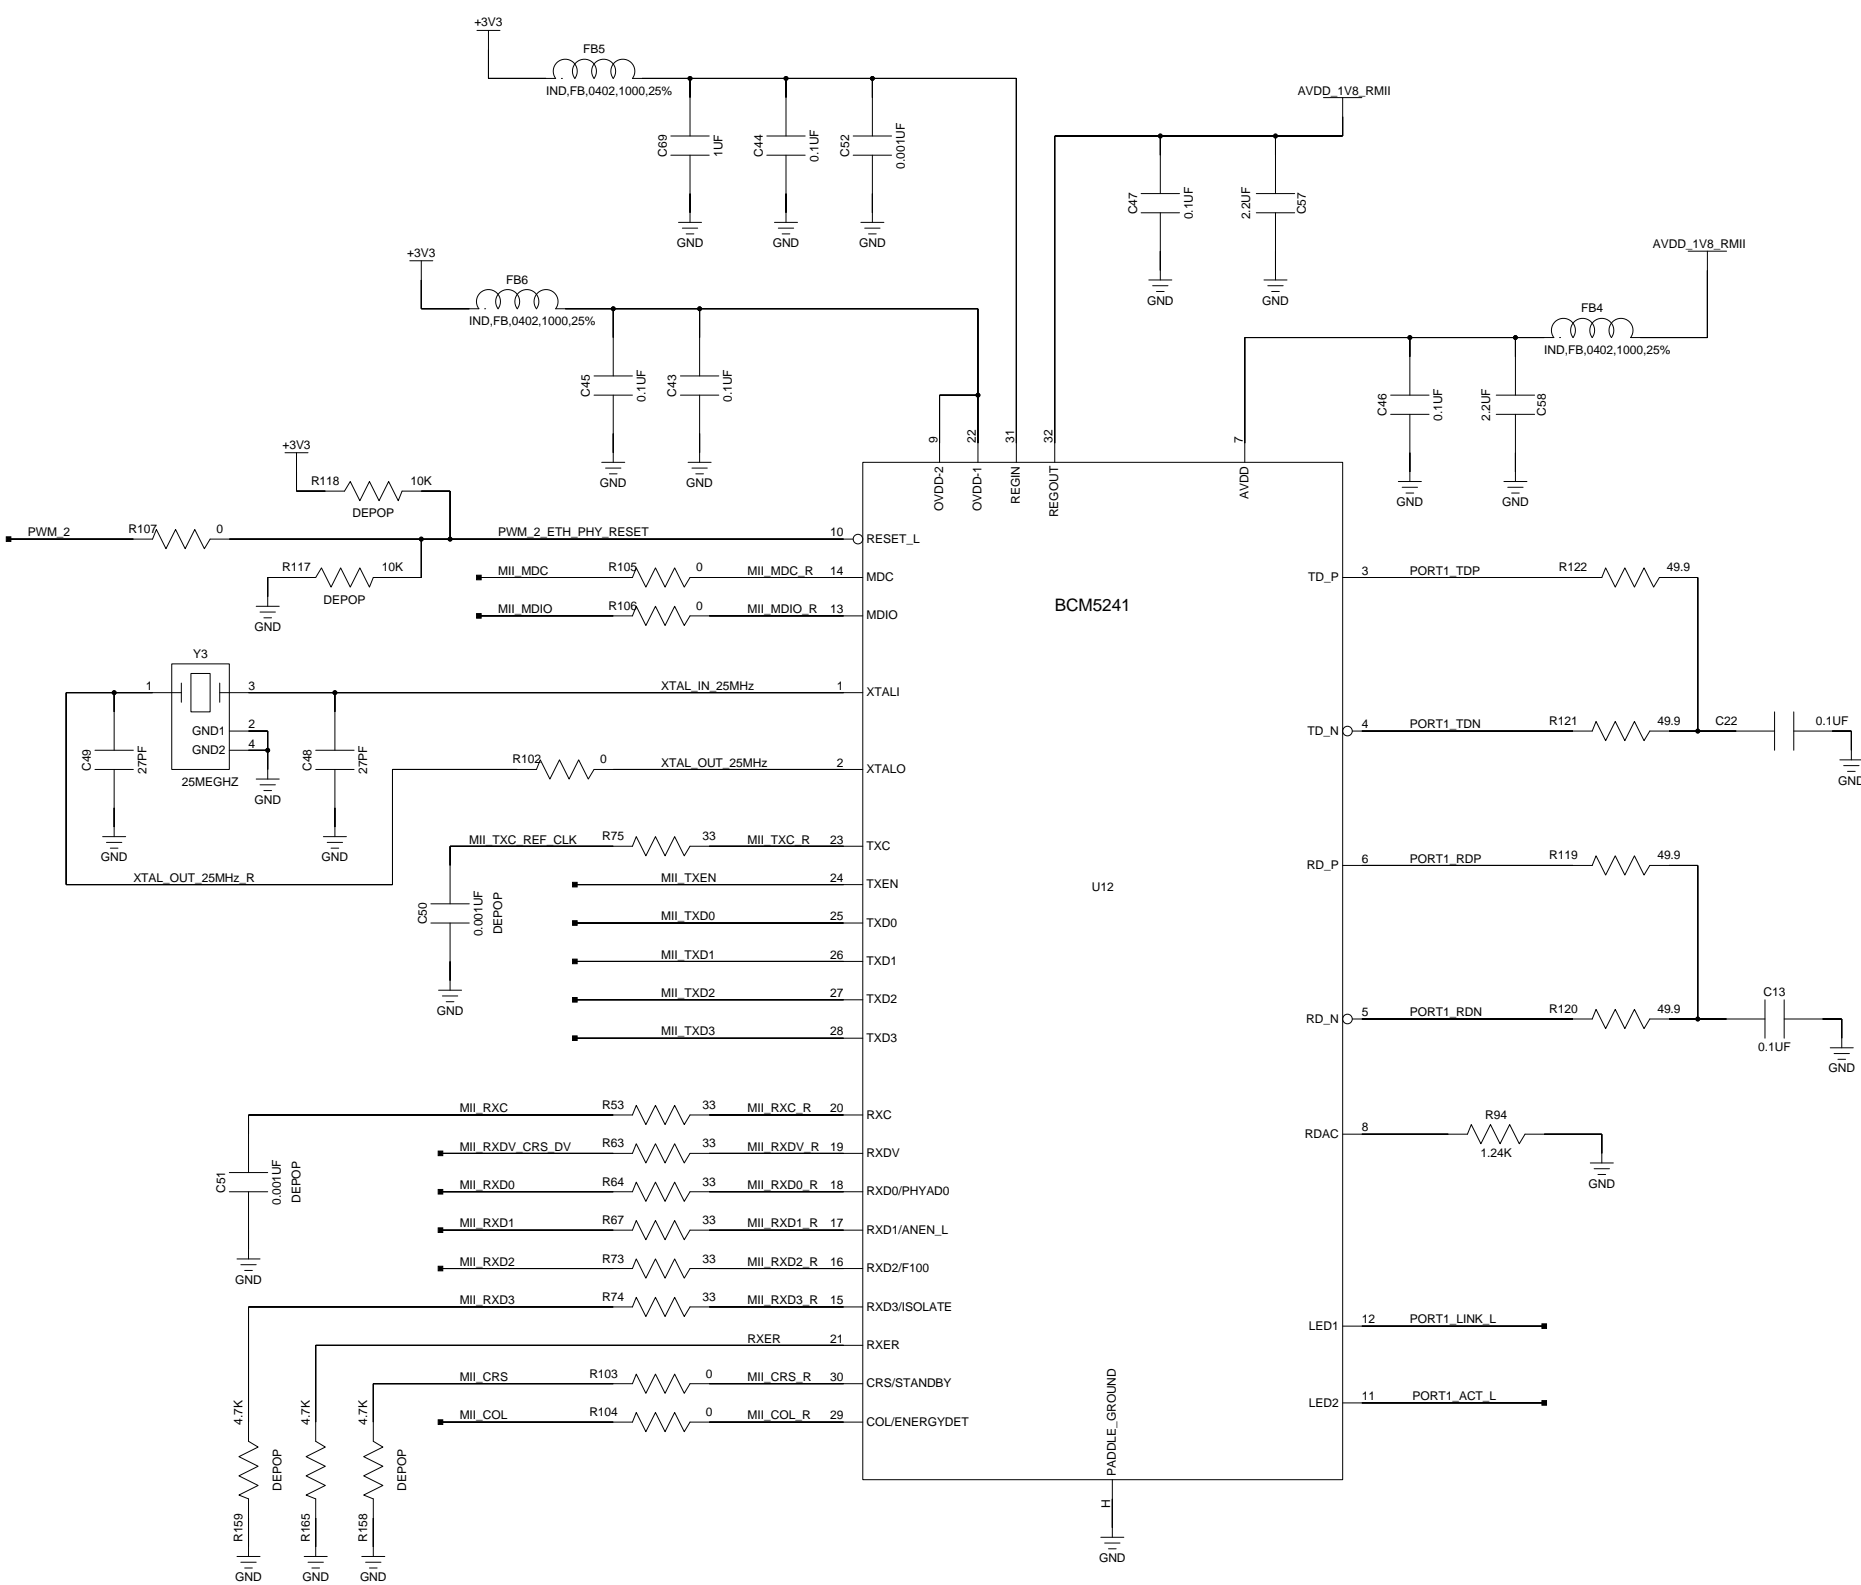 +3V3
FB5
IND,FB,0402,1000,25%
C69
1UF
C44
0.1UF
C52
0.001UF
GND
GND
GND
AVDD_1V8_RMII
C47
0.1UF
2.2UF
C57
GND
GND
+3V3
FB6
IND,FB,0402,1000,25%
C45
0.1UF
C43
0.1UF
GND
GND
AVDD_1V8_RMII
FB4
IND,FB,0402,1000,25%
C46
0.1UF
2.2UF
C58
GND
GND
9
22
31
32
7
OVDD-2
OVDD-1
REGIN
REGOUT
AVDD
+3V3
R118
10K
DEPOP
PWM_2
R107
0
PWM_2_ETH_PHY_RESET
10
RESET_L
R117
10K
DEPOP
GND
MII_MDC
R105
0
MII_MDC_R
14
MDC
MII_MDIO
R106
0
MII_MDIO_R
13
MDIO
BCM5241
U12
Y3
1
3
GND1
2
GND2
4
25MEGHZ
GND
C49
27PF
GND
C48
27PF
GND
XTAL_IN_25MHz
1
XTALI
R102
0
XTAL_OUT_25MHz
2
XTALO
XTAL_OUT_25MHz_R
MII_TXC_REF_CLK
R75
33
MII_TXC_R
23
TXC
C50
0.001UF
DEPOP
GND
MII_TXEN
24
TXEN
MII_TXD0
25
TXD0
MII_TXD1
26
TXD1
MII_TXD2
27
TXD2
MII_TXD3
28
TXD3
MII_RXC
R53
33
MII_RXC_R
20
RXC
C51
0.001UF
DEPOP
GND
MII_RXDV_CRS_DV
R63
33
MII_RXDV_R
19
RXDV
MII_RXD0
R64
33
MII_RXD0_R
18
RXD0/PHYAD0
MII_RXD1
R67
33
MII_RXD1_R
17
RXD1/ANEN_L
MII_RXD2
R73
33
MII_RXD2_R
16
RXD2/F100
MII_RXD3
R74
33
MII_RXD3_R
15
RXD3/ISOLATE
RXER
21
RXER
MII_CRS
R103
0
MII_CRS_R
30
CRS/STANDBY
MII_COL
R104
0
MII_COL_R
29
COL/ENERGYDET
4.7K
DEPOP
R159
GND
4.7K
R165
GND
4.7K
DEPOP
R158
GND
PADDLE_GROUND
H
GND
TD_P
3
PORT1_TDP
R122
49.9
TD_N
4
PORT1_TDN
R121
49.9
C22
0.1UF
GND
RD_P
6
PORT1_RDP
R119
49.9
RD_N
5
PORT1_RDN
R120
49.9
C13
0.1UF
GND
RDAC
8
R94
1.24K
GND
LED1
12
PORT1_LINK_L
LED2
11
PORT1_ACT_L